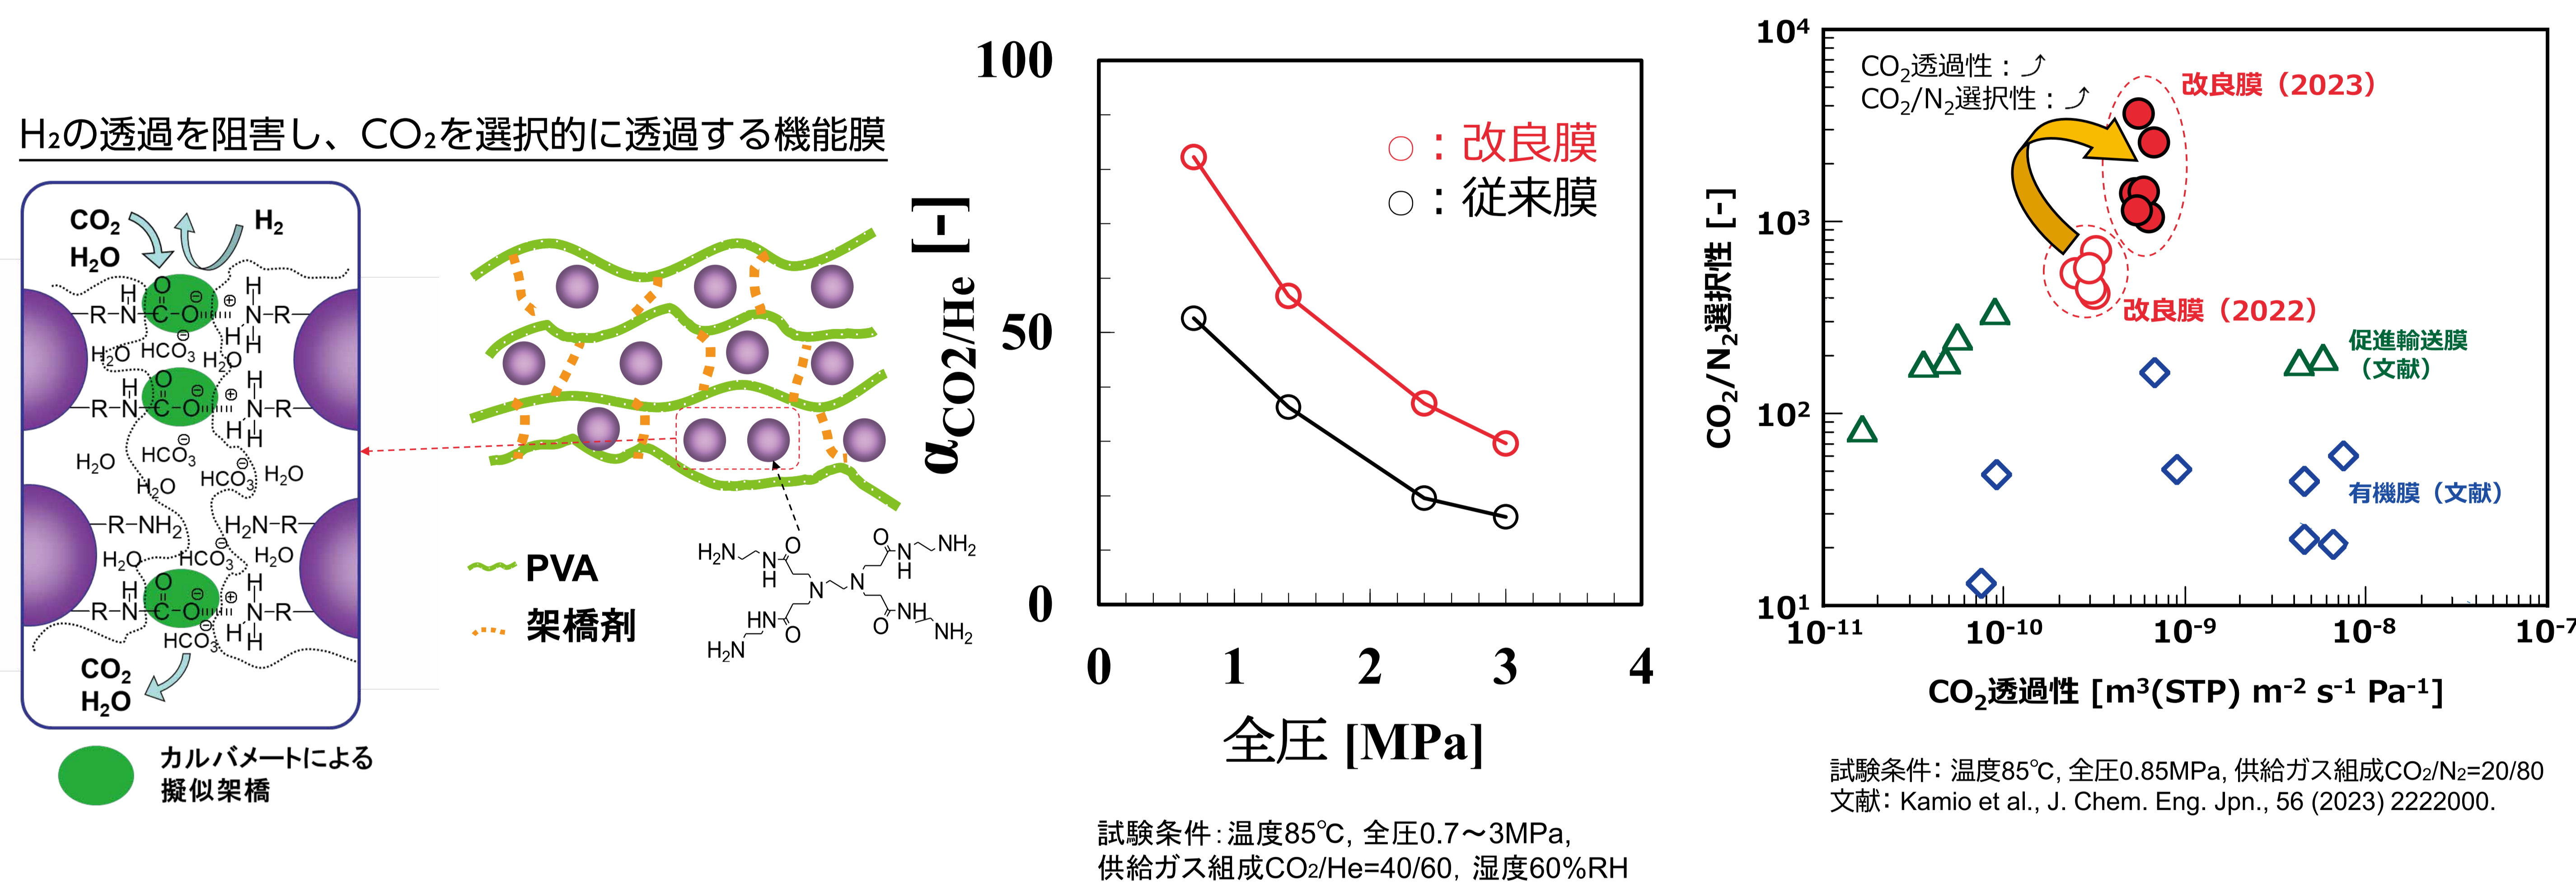 H₂の透過を阻害し、CO₂を選択的に透過する機能膜
CO₂
H₂O
H₂
O
H
H
R-N-C-O⊖
⊕
N-R
H H
H₂O
HCO₃⊖
H₂O
O
H
H
R-N-C-O⊖
⊕
N-R
H H
H₂O
HCO₃⊖
HCO₃⊖
H₂O
H₂O
R-NH₂
H₂N-R
H₂O
HCO₃⊖
H₂O
O
H
H
R-N-C-O⊖
⊕
N-R
H H
HCO₃⊖
CO₂
H₂O
カルバメートによる
擬似架橋
PVA
架橋剤
H₂N
N
H
O
O
N
H
NH₂
N
N
HN
O
O
NH
H₂N
NH₂
α CO2/He [-]
100
50
0
0 1 2 3 4
全圧 [MPa]
○：改良膜
○：従来膜
試験条件：温度85℃, 全圧0.7～3MPa,
供給ガス組成CO₂/He=40/60, 湿度60%RH
CO₂/N₂選択性 [-]
10⁴
10³
10²
10¹
10⁻¹¹ 10⁻¹⁰ 10⁻⁹ 10⁻⁸ 10⁻⁷
CO₂透過性 [m³(STP) m⁻² s⁻¹ Pa⁻¹]
CO₂透過性：⤴
CO₂/N₂選択性：⤴
改良膜（2023）
改良膜（2022）
促進輸送膜
（文献）
有機膜（文献）
試験条件：温度85℃, 全圧0.85MPa, 供給ガス組成CO₂/N₂=20/80
文献：Kamio et al., J. Chem. Eng. Jpn., 56 (2023) 2222000.